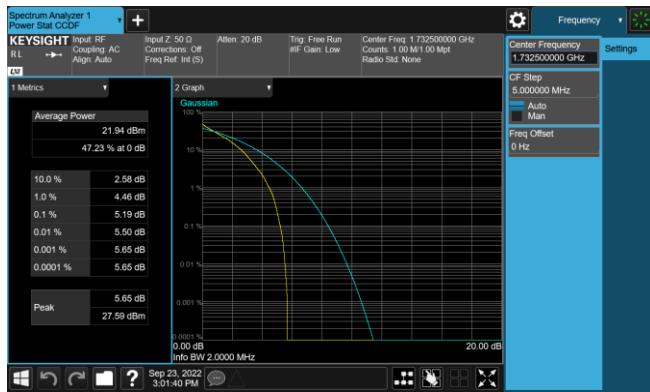 Spectrum Analyzer 1
Power Stat CCDF
Frequency
KEYSIGHT
R L
LXI
Input: RF
Coupling: AC
Align: Auto
Input Z: 50 Ω
Corrections: Off
Freq Ref: Int (S)
Atten: 20 dB
Trig: Free Run
#IF Gain: Low
Center Freq: 1.732500000 GHz
Counts: 1.00 M/1.00 Mpt
Radio Std: None
Center Frequency
1.732500000 GHz
Settings
CF Step
5.000000 MHz
Auto
Man
Freq Offset
0 Hz
1 Metrics
Average Power
21.94 dBm
47.23 % at 0 dB
10.0 % 2.58 dB
1.0 % 4.46 dB
0.1 % 5.19 dB
0.01 % 5.50 dB
0.001 % 5.65 dB
0.0001 % 5.65 dB
Peak 5.65 dB
27.59 dBm
2 Graph
Gaussian
100 %
10 %
1 %
0.1 %
0.01 %
0.001 %
0.0001 %
0.00 dB
20.00 dB
Info BW 2.0000 MHz
?
Sep 23, 2022
3:01:40 PM